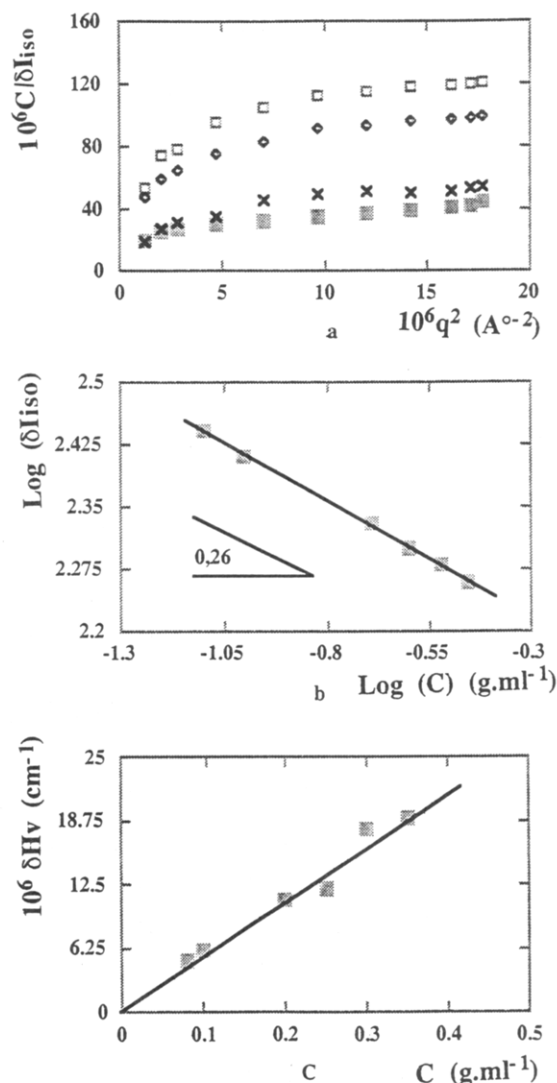 10⁶C/δIiso
160
120
80
40
0
0 5 10 15 20
a 10⁶q² (A°⁻²)
Log (δIiso)
2.5
2.425
2.35
2.275
2.2
0,26
-1.3 -1.05 -0.8 -0.55 -0.3
b Log (C) (g.ml⁻¹)
10⁶ δHv (cm⁻¹)
25
18.75
12.5
6.25
0
0 0.1 0.2 0.3 0.4 0.5
c C (g.ml⁻¹)